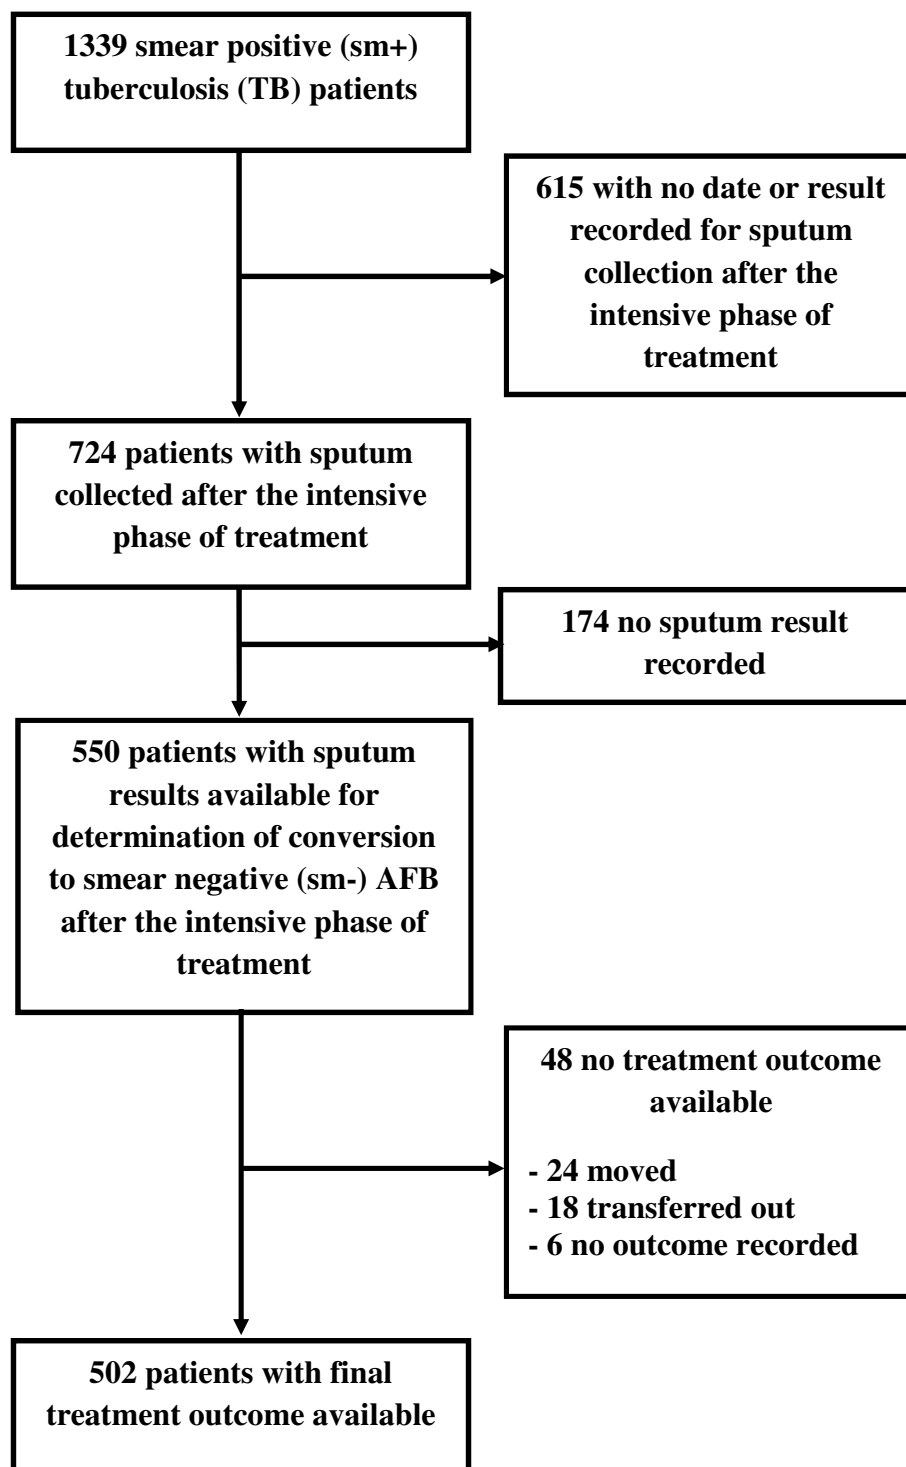 1339 smear positive (sm+)
tuberculosis (TB) patients
615 with no date or result
recorded for sputum
collection after the
intensive phase of
treatment
724 patients with sputum
collected after the intensive
phase of treatment
174 no sputum result
recorded
550 patients with sputum
results available for
determination of conversion
to smear negative (sm-) AFB
after the intensive phase of
treatment
48 no treatment outcome
available
- 24 moved
- 18 transferred out
- 6 no outcome recorded
502 patients with final
treatment outcome available